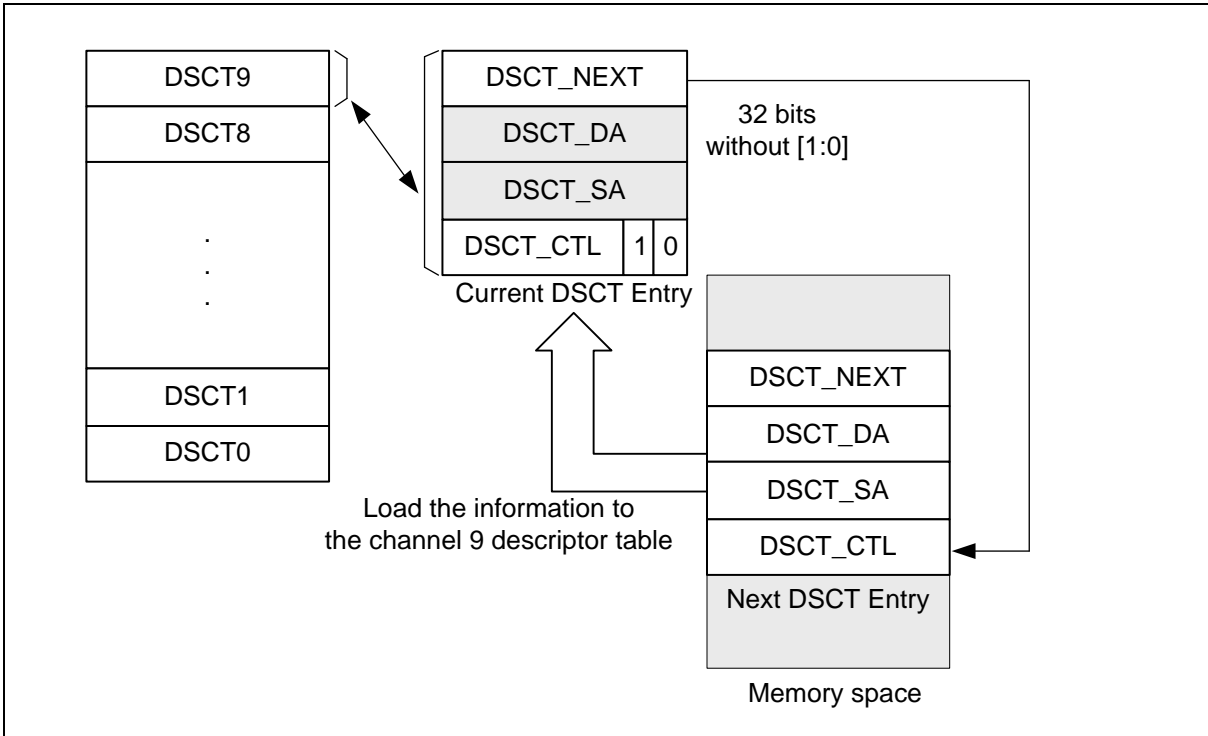 DSCT9
DSCT8
.
.
.
DSCT1
DSCT0
DSCT_NEXT
DSCT_DA
DSCT_SA
DSCT_CTL 1 0
Current DSCT Entry
32 bits
without [1:0]
Load the information to
the channel 9 descriptor table
DSCT_NEXT
DSCT_DA
DSCT_SA
DSCT_CTL
Next DSCT Entry
Memory space